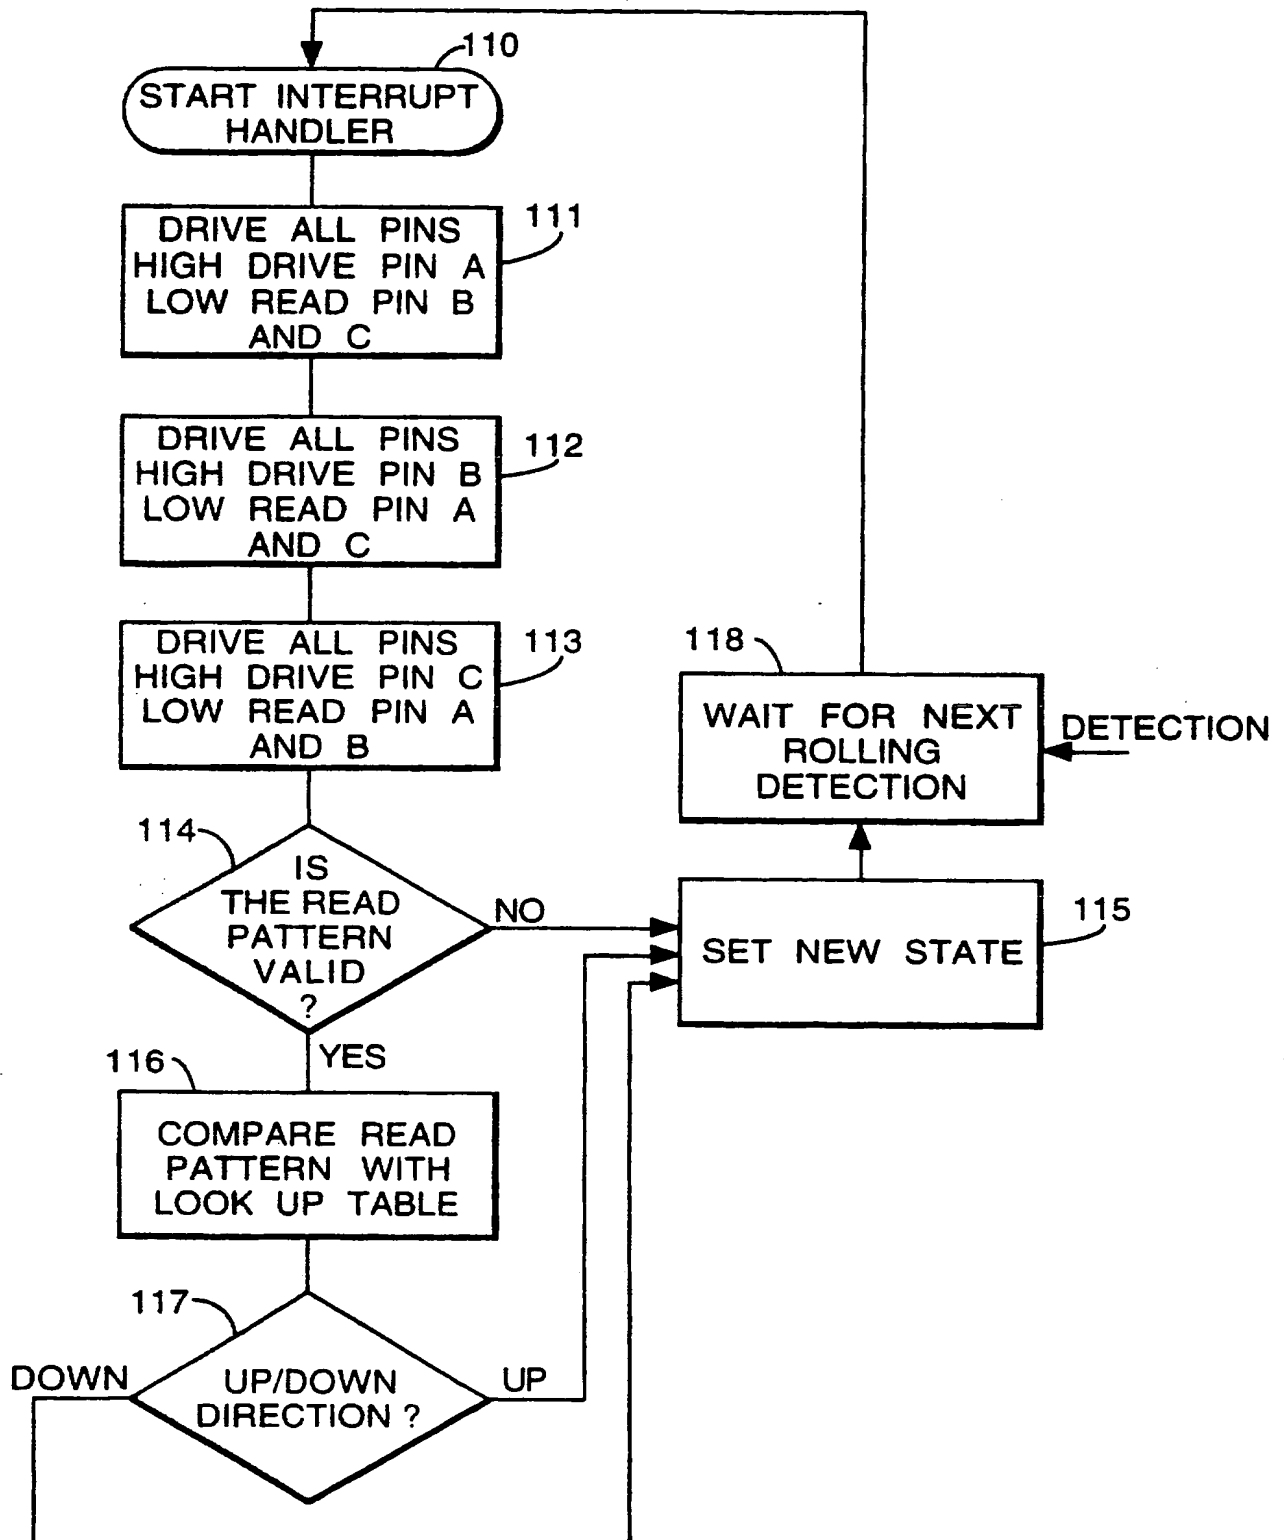 110
START INTERRUPT
HANDLER
111
DRIVE ALL PINS
HIGH DRIVE PIN A
LOW READ PIN B
AND C
112
DRIVE ALL PINS
HIGH DRIVE PIN B
LOW READ PIN A
AND C
113
DRIVE ALL PINS
HIGH DRIVE PIN C
LOW READ PIN A
AND B
118
WAIT FOR NEXT
ROLLING
DETECTION
DETECTION
114
IS
THE READ
PATTERN
VALID
?
NO
YES
115
SET NEW STATE
116
COMPARE READ
PATTERN WITH
LOOK UP TABLE
117
UP/DOWN
DIRECTION ?
DOWN
UP